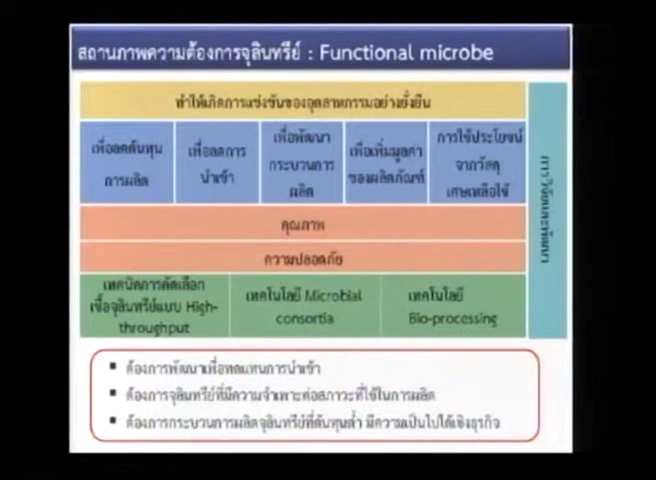 สถานภาพความต้องการจุลินทรีย์ : Functional microbe
ทำให้เกิดการแข่งขันของอุตสาหกรรมอย่างยั่งยืน
เพื่อลดต้นทุน
การผลิต
เพื่อลดการ
นำเข้า
เพื่อพัฒนา
กระบวนการ
ผลิต
เพื่อเพิ่มมูลค่า
ของผลิตภัณฑ์
การใช้ประโยชน์
จากวัสดุ
เศษเหลือใช้
การวิจัยและพัฒนา
คุณภาพ
ความปลอดภัย
เทคนิคการคัดเลือก
เชื้อจุลินทรีย์แบบ High-
throughput
เทคโนโลยี Microbial
consortia
เทคโนโลยี
Bio-processing
▪ ต้องการพัฒนาเพื่อทดแทนการนำเข้า
▪ ต้องการจุลินทรีย์ที่มีความจำเพาะต่อสภาวะที่ใช้ในการผลิต
▪ ต้องการกระบวนการผลิตจุลินทรีย์ที่ต้นทุนต่ำ มีความเป็นไปได้เชิงธุรกิจ